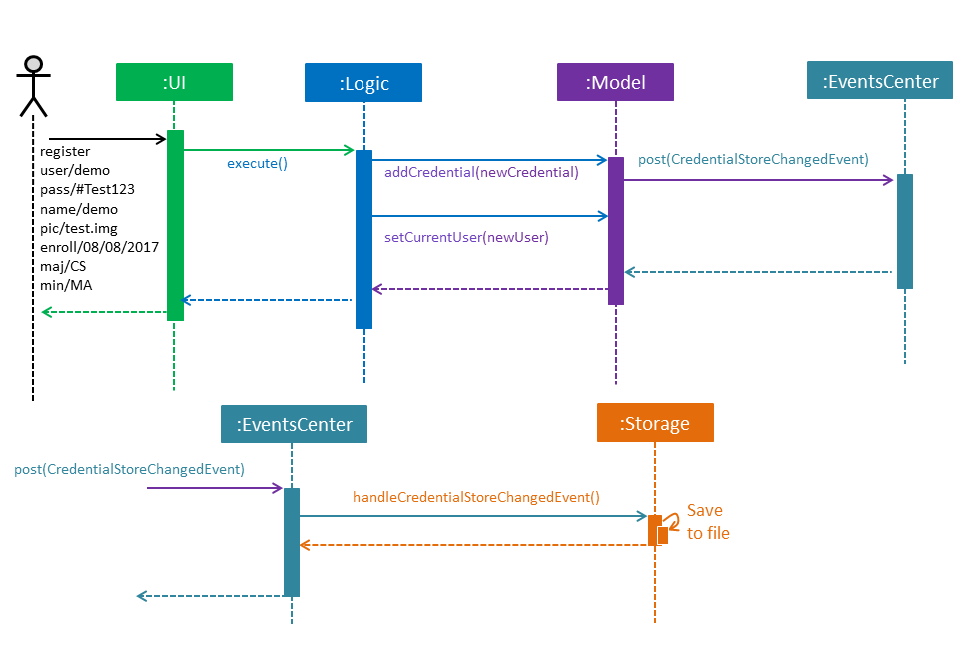 :UI
:Logic
:Model
:EventsCenter
register
user/demo
pass/#Test123
name/demo
pic/test.img
enroll/08/08/2017
maj/CS
min/MA
execute()
addCredential(newCredential)
post(CredentialStoreChangedEvent)
setCurrentUser(newUser)
:EventsCenter
:Storage
post(CredentialStoreChangedEvent)
handleCredentialStoreChangedEvent()
Save
to file